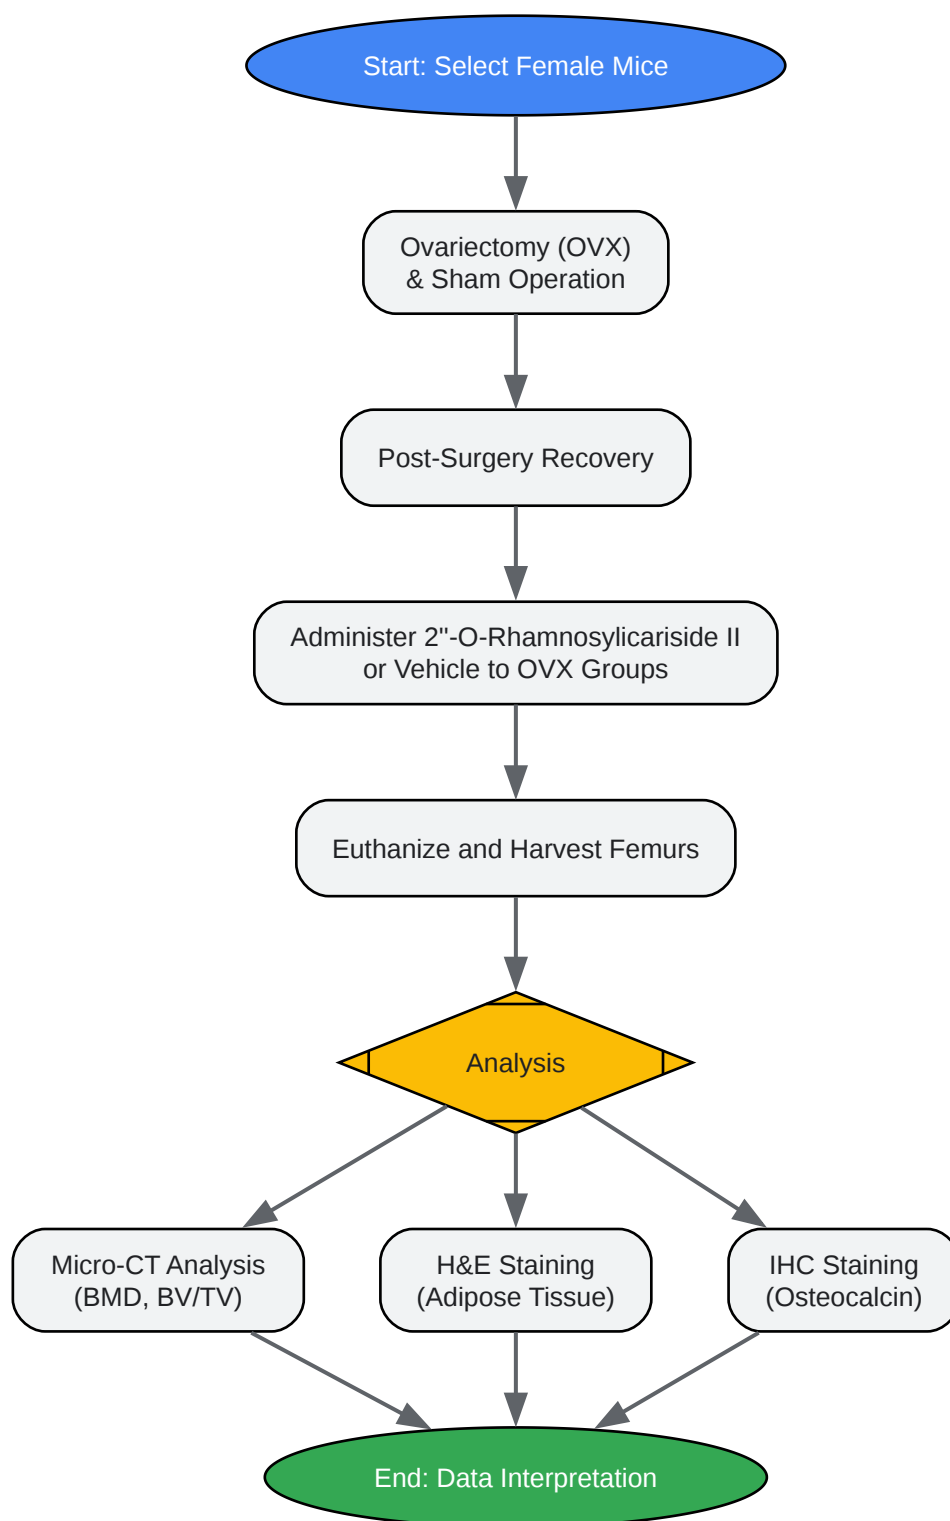 Start: Select Female Mice
Ovariectomy (OVX)
& Sham Operation
Post-Surgery Recovery
Administer 2"-O-Rhamnosylicariside II
or Vehicle to OVX Groups
Euthanize and Harvest Femurs
Analysis
Micro-CT Analysis
(BMD, BV/TV)
H&E Staining
(Adipose Tissue)
IHC Staining
(Osteocalcin)
End: Data Interpretation